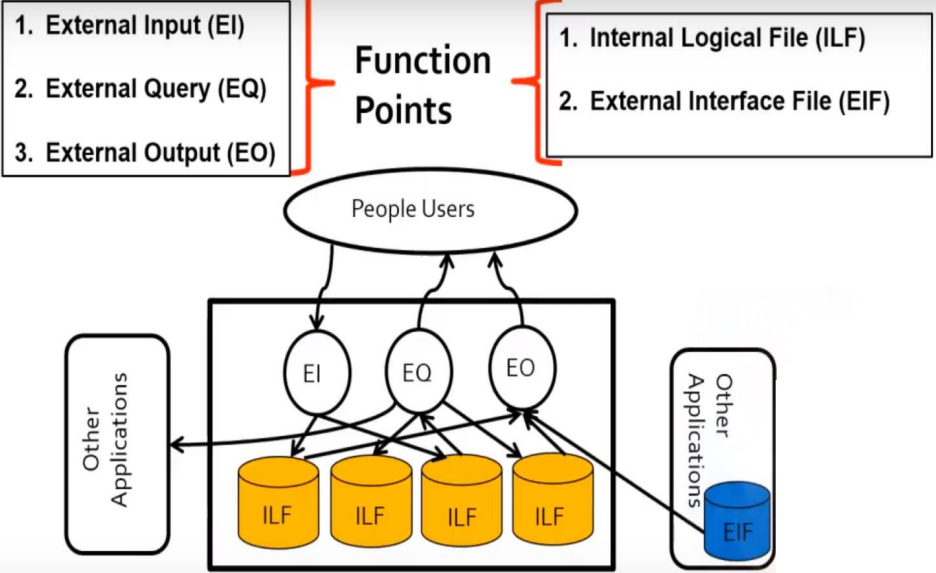 1. External Input (EI)
2. External Query (EQ)
3. External Output (EO)
Function
Points
1. Internal Logical File (ILF)
2. External Interface File (EIF)
People Users
EI
EQ
EO
Other
Applications
Other
Applications
ILF
ILF
ILF
ILF
EIF